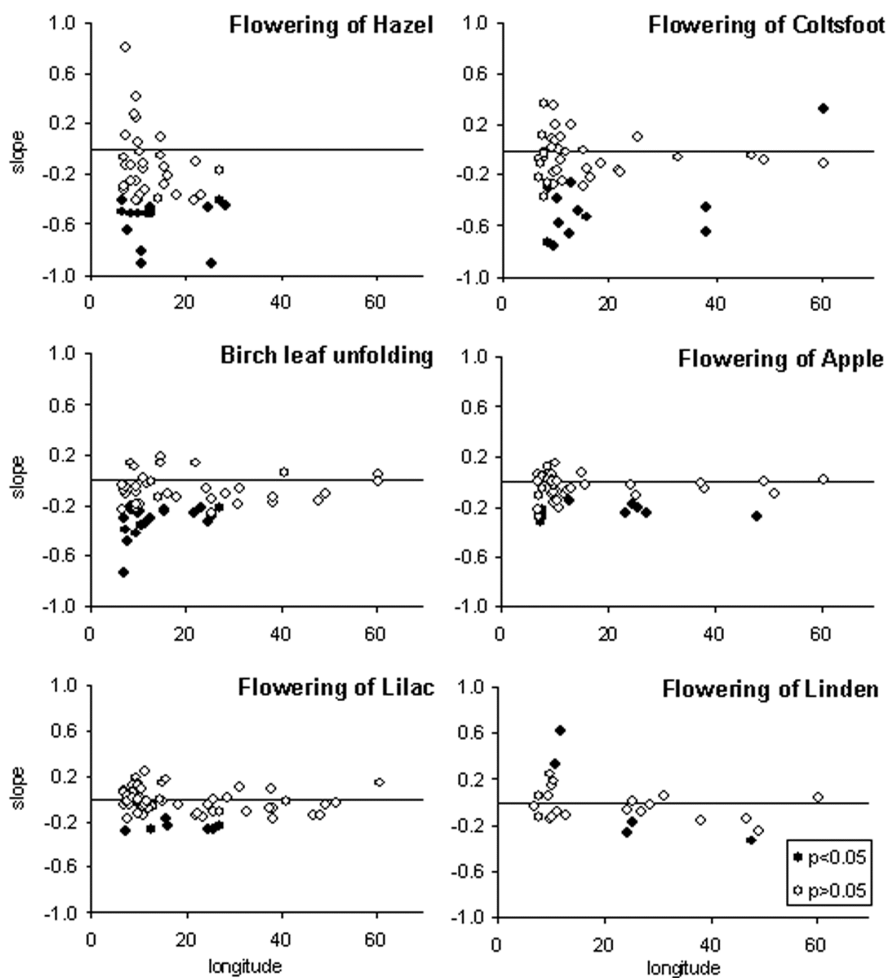 Flowering of Hazel
1.0
0.6
0.2
-0.2
-0.6
-1.0
slope
0 20 40 60
Flowering of Coltsfoot
1.0
0.6
0.2
-0.2
-0.6
-1.0
0 20 40 60
Birch leaf unfolding
1.0
0.6
0.2
-0.2
-0.6
-1.0
slope
0 20 40 60
Flowering of Apple
1.0
0.6
0.2
-0.2
-0.6
-1.0
0 20 40 60
Flowering of Lilac
1.0
0.6
0.2
-0.2
-0.6
-1.0
slope
0 20 40 60
longitude
Flowering of Linden
1.0
0.6
0.2
-0.2
-0.6
-1.0
p<0.05
p>0.05
0 20 40 60
longitude